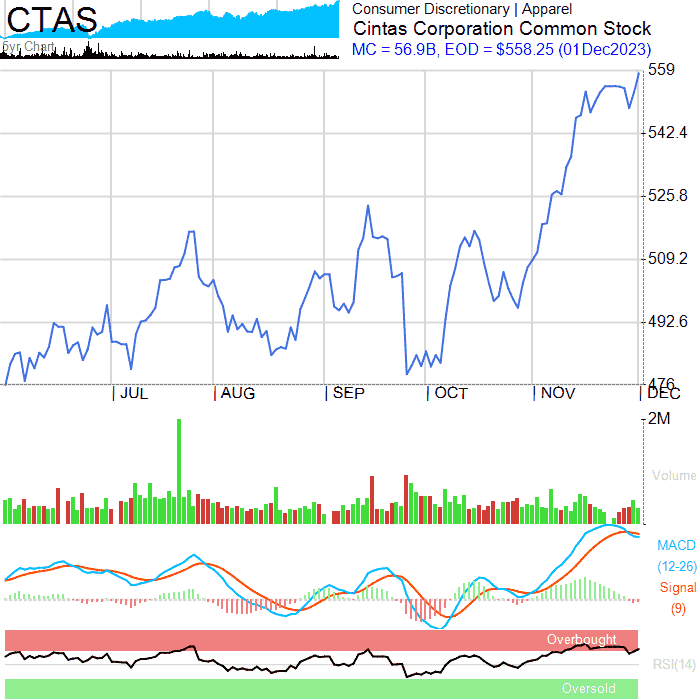 CTAS
5yr Chart
Consumer Discretionary | Apparel
Cintas Corporation Common Stock
MC = 56.9B, EOD = $558.25 (01Dec2023)
559
542.4
525.8
509.2
492.6
476
| JUL | AUG | SEP | OCT | NOV | DEC
2M
Volume
MACD
(12-26)
Signal
(9)
Overbought
RSI(14)
Oversold